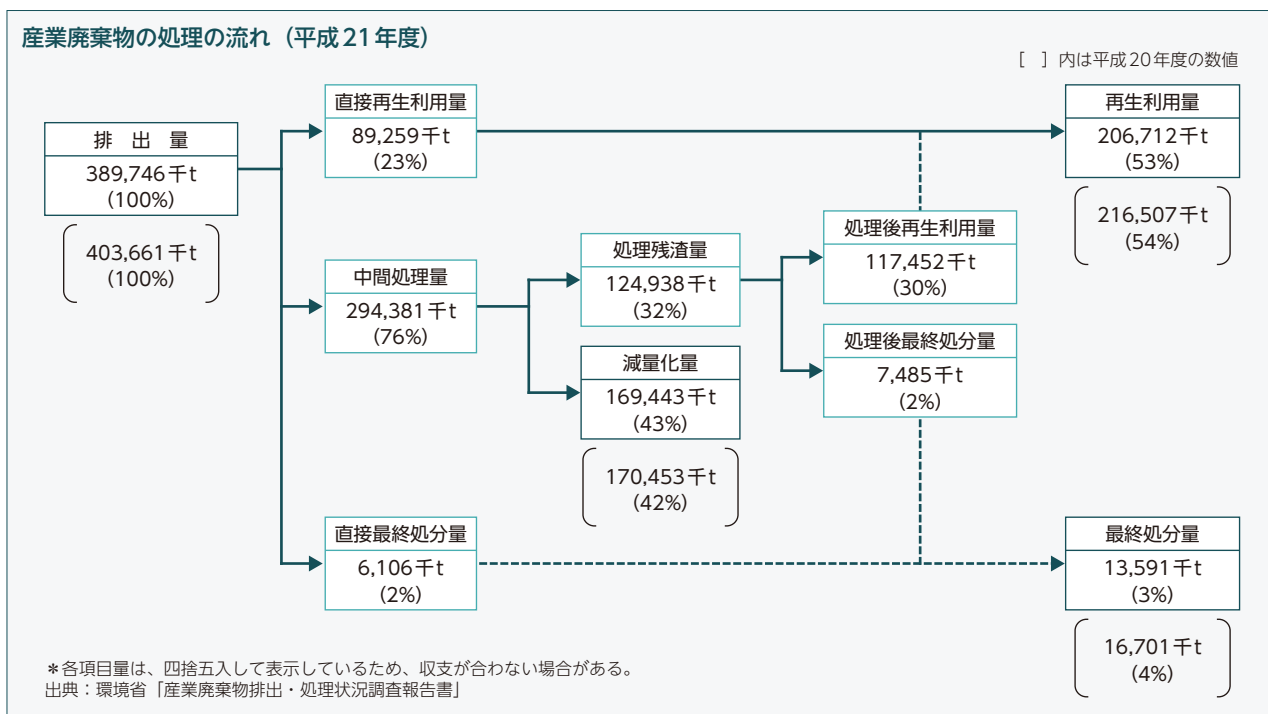 産業廃棄物の処理の流れ（平成21年度）
［　］内は平成20年度の数値
排　出　量
389,746千t
(100%)
403,661千t
(100%)
直接再生利用量
89,259千t
(23%)
中間処理量
294,381千t
(76%)
直接最終処分量
6,106千t
(2%)
処理残渣量
124,938千t
(32%)
減量化量
169,443千t
(43%)
170,453千t
(42%)
処理後再生利用量
117,452千t
(30%)
処理後最終処分量
7,485千t
(2%)
再生利用量
206,712千t
(53%)
216,507千t
(54%)
最終処分量
13,591千t
(3%)
16,701千t
(4%)
＊各項目量は、四捨五入して表示しているため、収支が合わない場合がある。
出典：環境省「産業廃棄物排出・処理状況調査報告書」